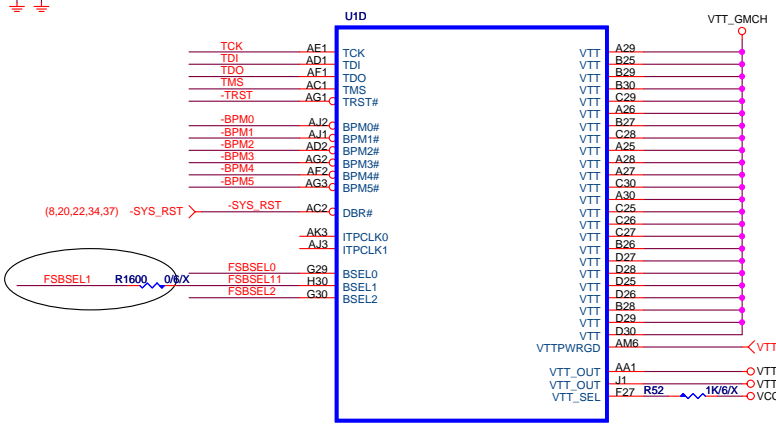 U1D
VTT_GMCH
TCK AE1 TCK VTT A29
TDI AD1 TDI VTT B25
TDO AF1 TDO VTT B29
TMS AC1 TMS VTT B30
-TRST AG1 TRST# VTT C29
VTT A26
-BPM0 AJ2 BPM0# VTT B27
-BPM1 AJ1 BPM1# VTT C28
-BPM2 AD2 BPM2# VTT A25
-BPM3 AG2 BPM3# VTT A28
-BPM4 AF2 BPM4# VTT A27
-BPM5 AG3 BPM5# VTT C30
VTT A30
(8,20,22,34,37) -SYS_RST -SYS_RST AC2 DBR# VTT C25
VTT C26
AK3 ITPCLK0 VTT C27
AJ3 ITPCLK1 VTT B26
VTT D27
FSBSEL0 G29 BSEL0 VTT D28
FSBSEL1 R1600 0/6/X FSBSEL11 H30 BSEL1 VTT D25
FSBSEL2 G30 BSEL2 VTT D26
VTT B28
VTT D29
VTT D30
VTTPWRGD AM6 VTT
VTT_OUT AA1 VTT
VTT_OUT J1 VTT
VTT_SEL F27 R52 1K/6/X VCC